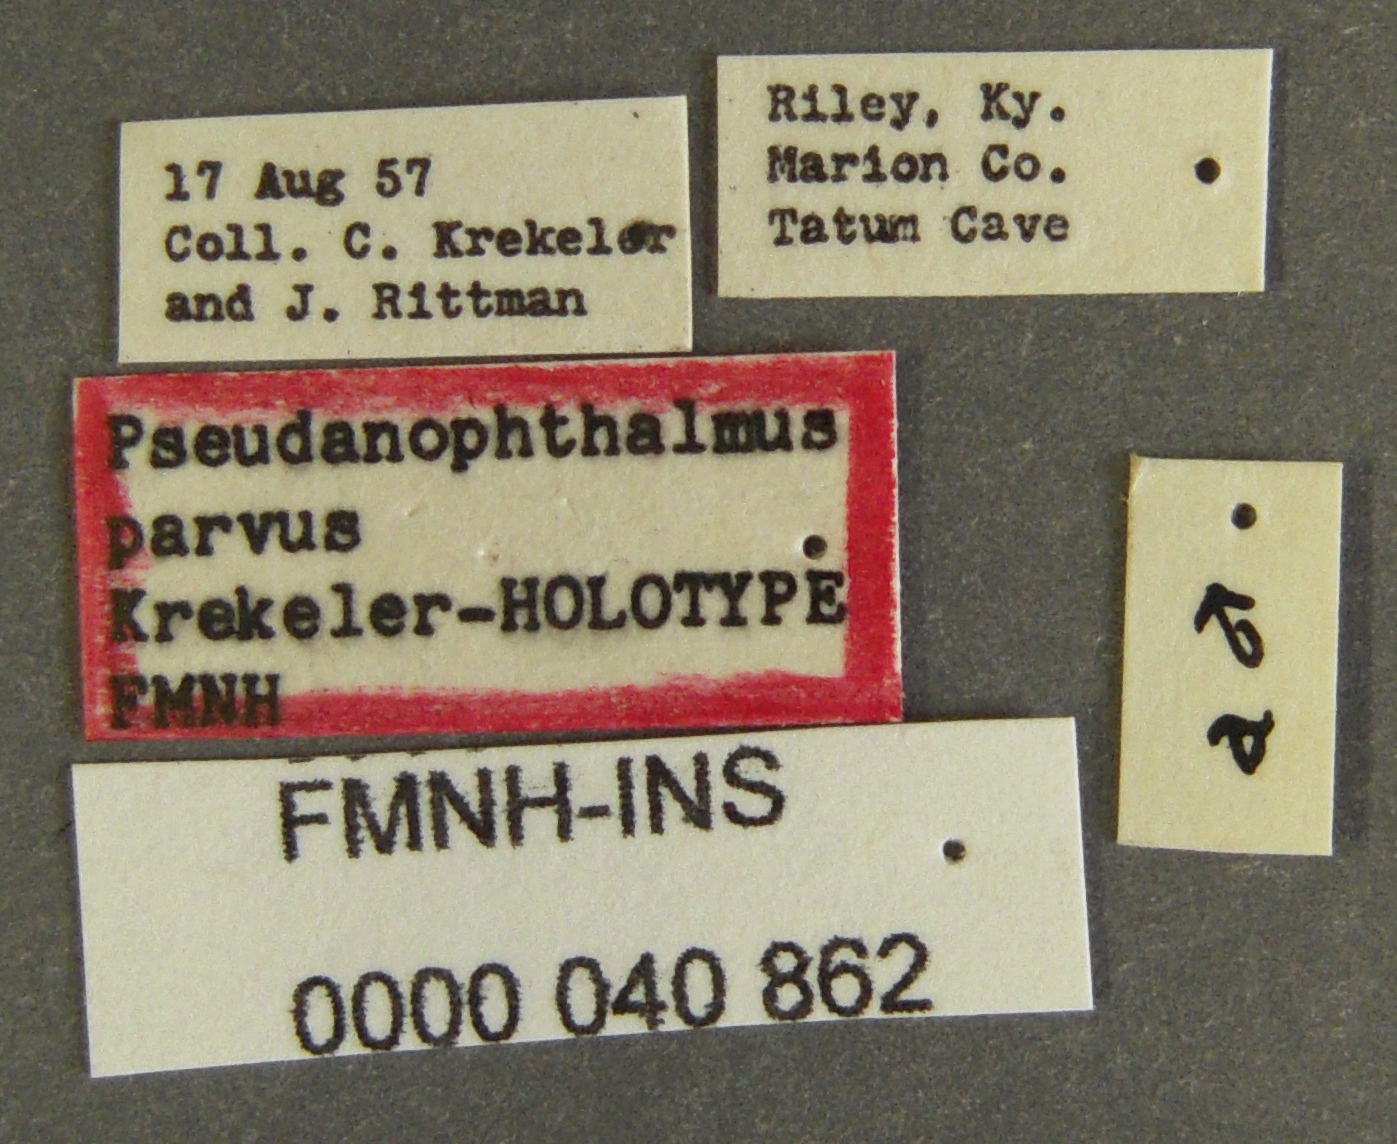 17 Aug 57
Coll. C. Krekeler
and J. Rittman
Riley, Ky.
Marion Co.
Tatum Cave
Pseudanophthalmus
parvus
Krekeler-HOLOTYPE
FMNH
♂
FMNH-INS
0000 040 862